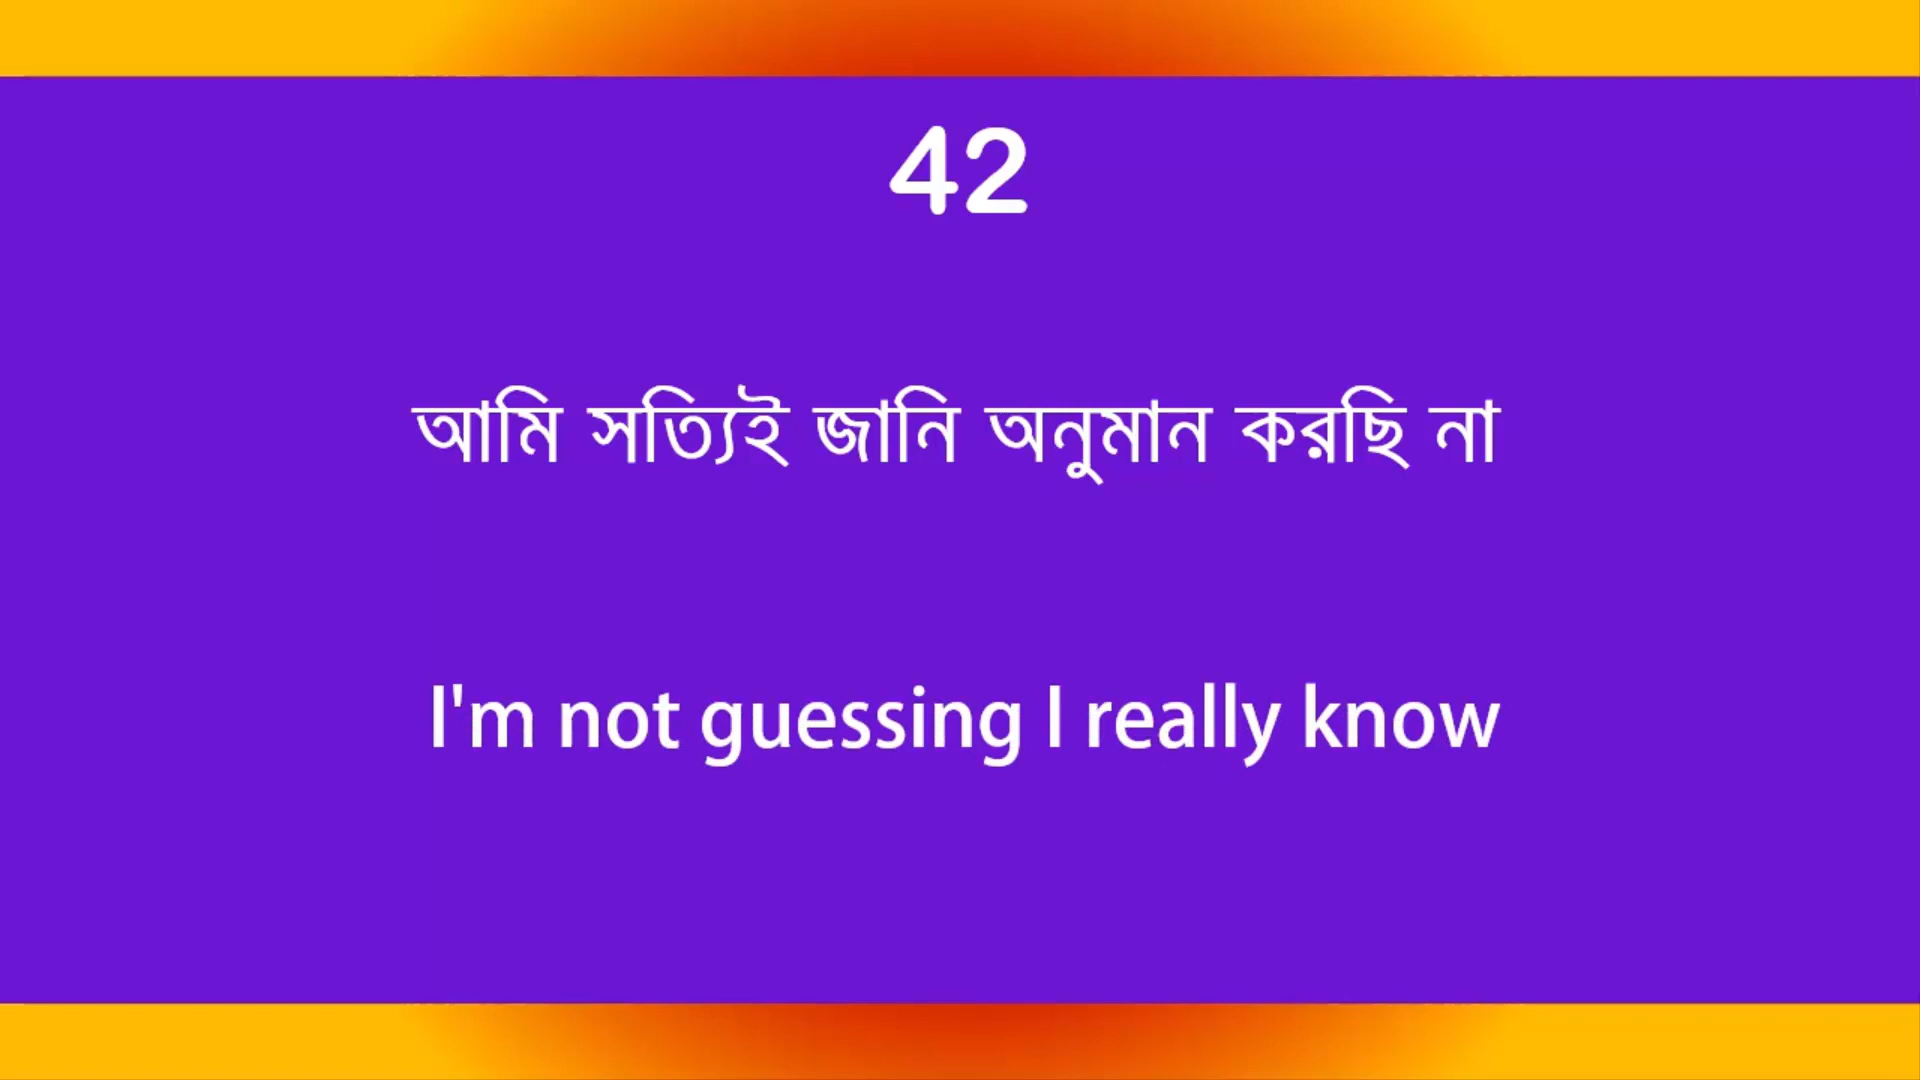 42
আমি সত্যিই জানি অনুমান করছি না
I'm not guessing I really know